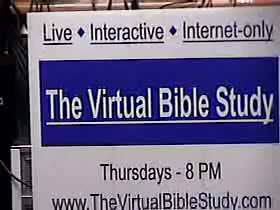 Live ♦ Interactive ♦ Internet-only
The Virtual Bible Study
Thursdays - 8 PM
www.TheVirtualBibleStudy.com